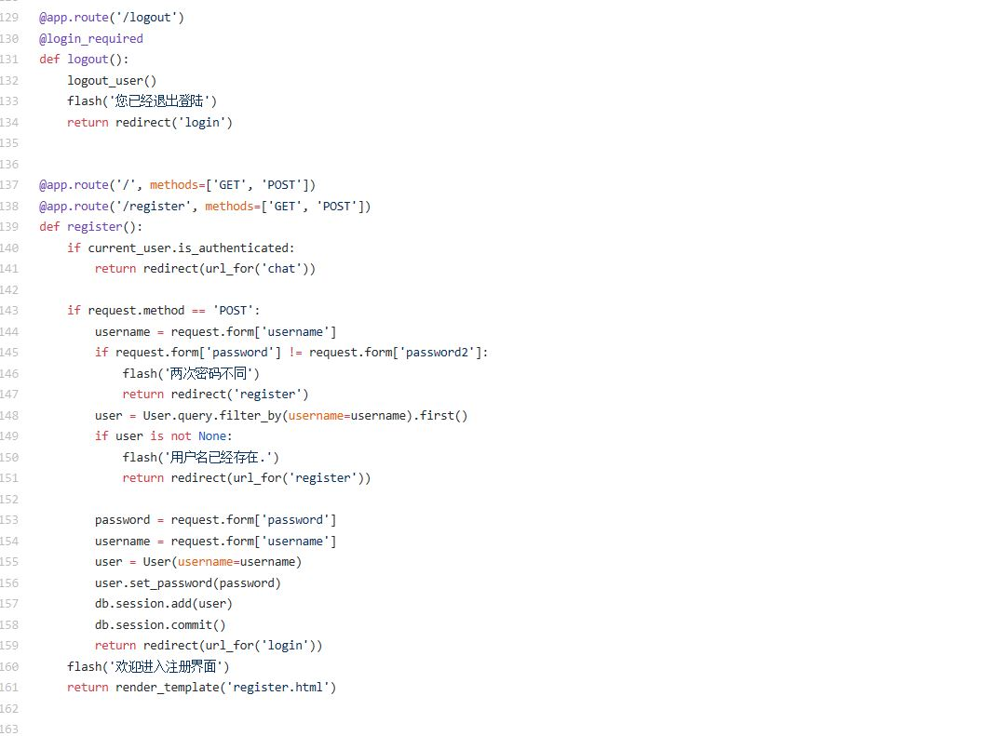 129 @app.route('/logout')
130 @login_required
131 def logout():
132     logout_user()
133     flash('您已经退出登陆')
134     return redirect('login')
135
136
137 @app.route('/', methods=['GET', 'POST'])
138 @app.route('/register', methods=['GET', 'POST'])
139 def register():
140     if current_user.is_authenticated:
141         return redirect(url_for('chat'))
142
143     if request.method == 'POST':
144         username = request.form['username']
145         if request.form['password'] != request.form['password2']:
146             flash('两次密码不同')
147             return redirect('register')
148         user = User.query.filter_by(username=username).first()
149         if user is not None:
150             flash('用户名已经存在.')
151             return redirect(url_for('register'))
152
153         password = request.form['password']
154         username = request.form['username']
155         user = User(username=username)
156         user.set_password(password)
157         db.session.add(user)
158         db.session.commit()
159         return redirect(url_for('login'))
160     flash('欢迎进入注册界面')
161     return render_template('register.html')
162
163